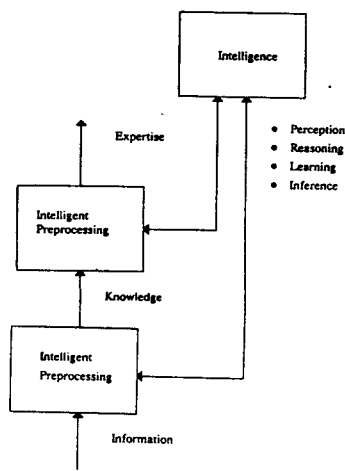 Intelligence
Expertise
• Perception
• Reasoning
• Learning
• Inference
Intelligent
Preprocessing
Knowledge
Intelligent
Preprocessing
Information